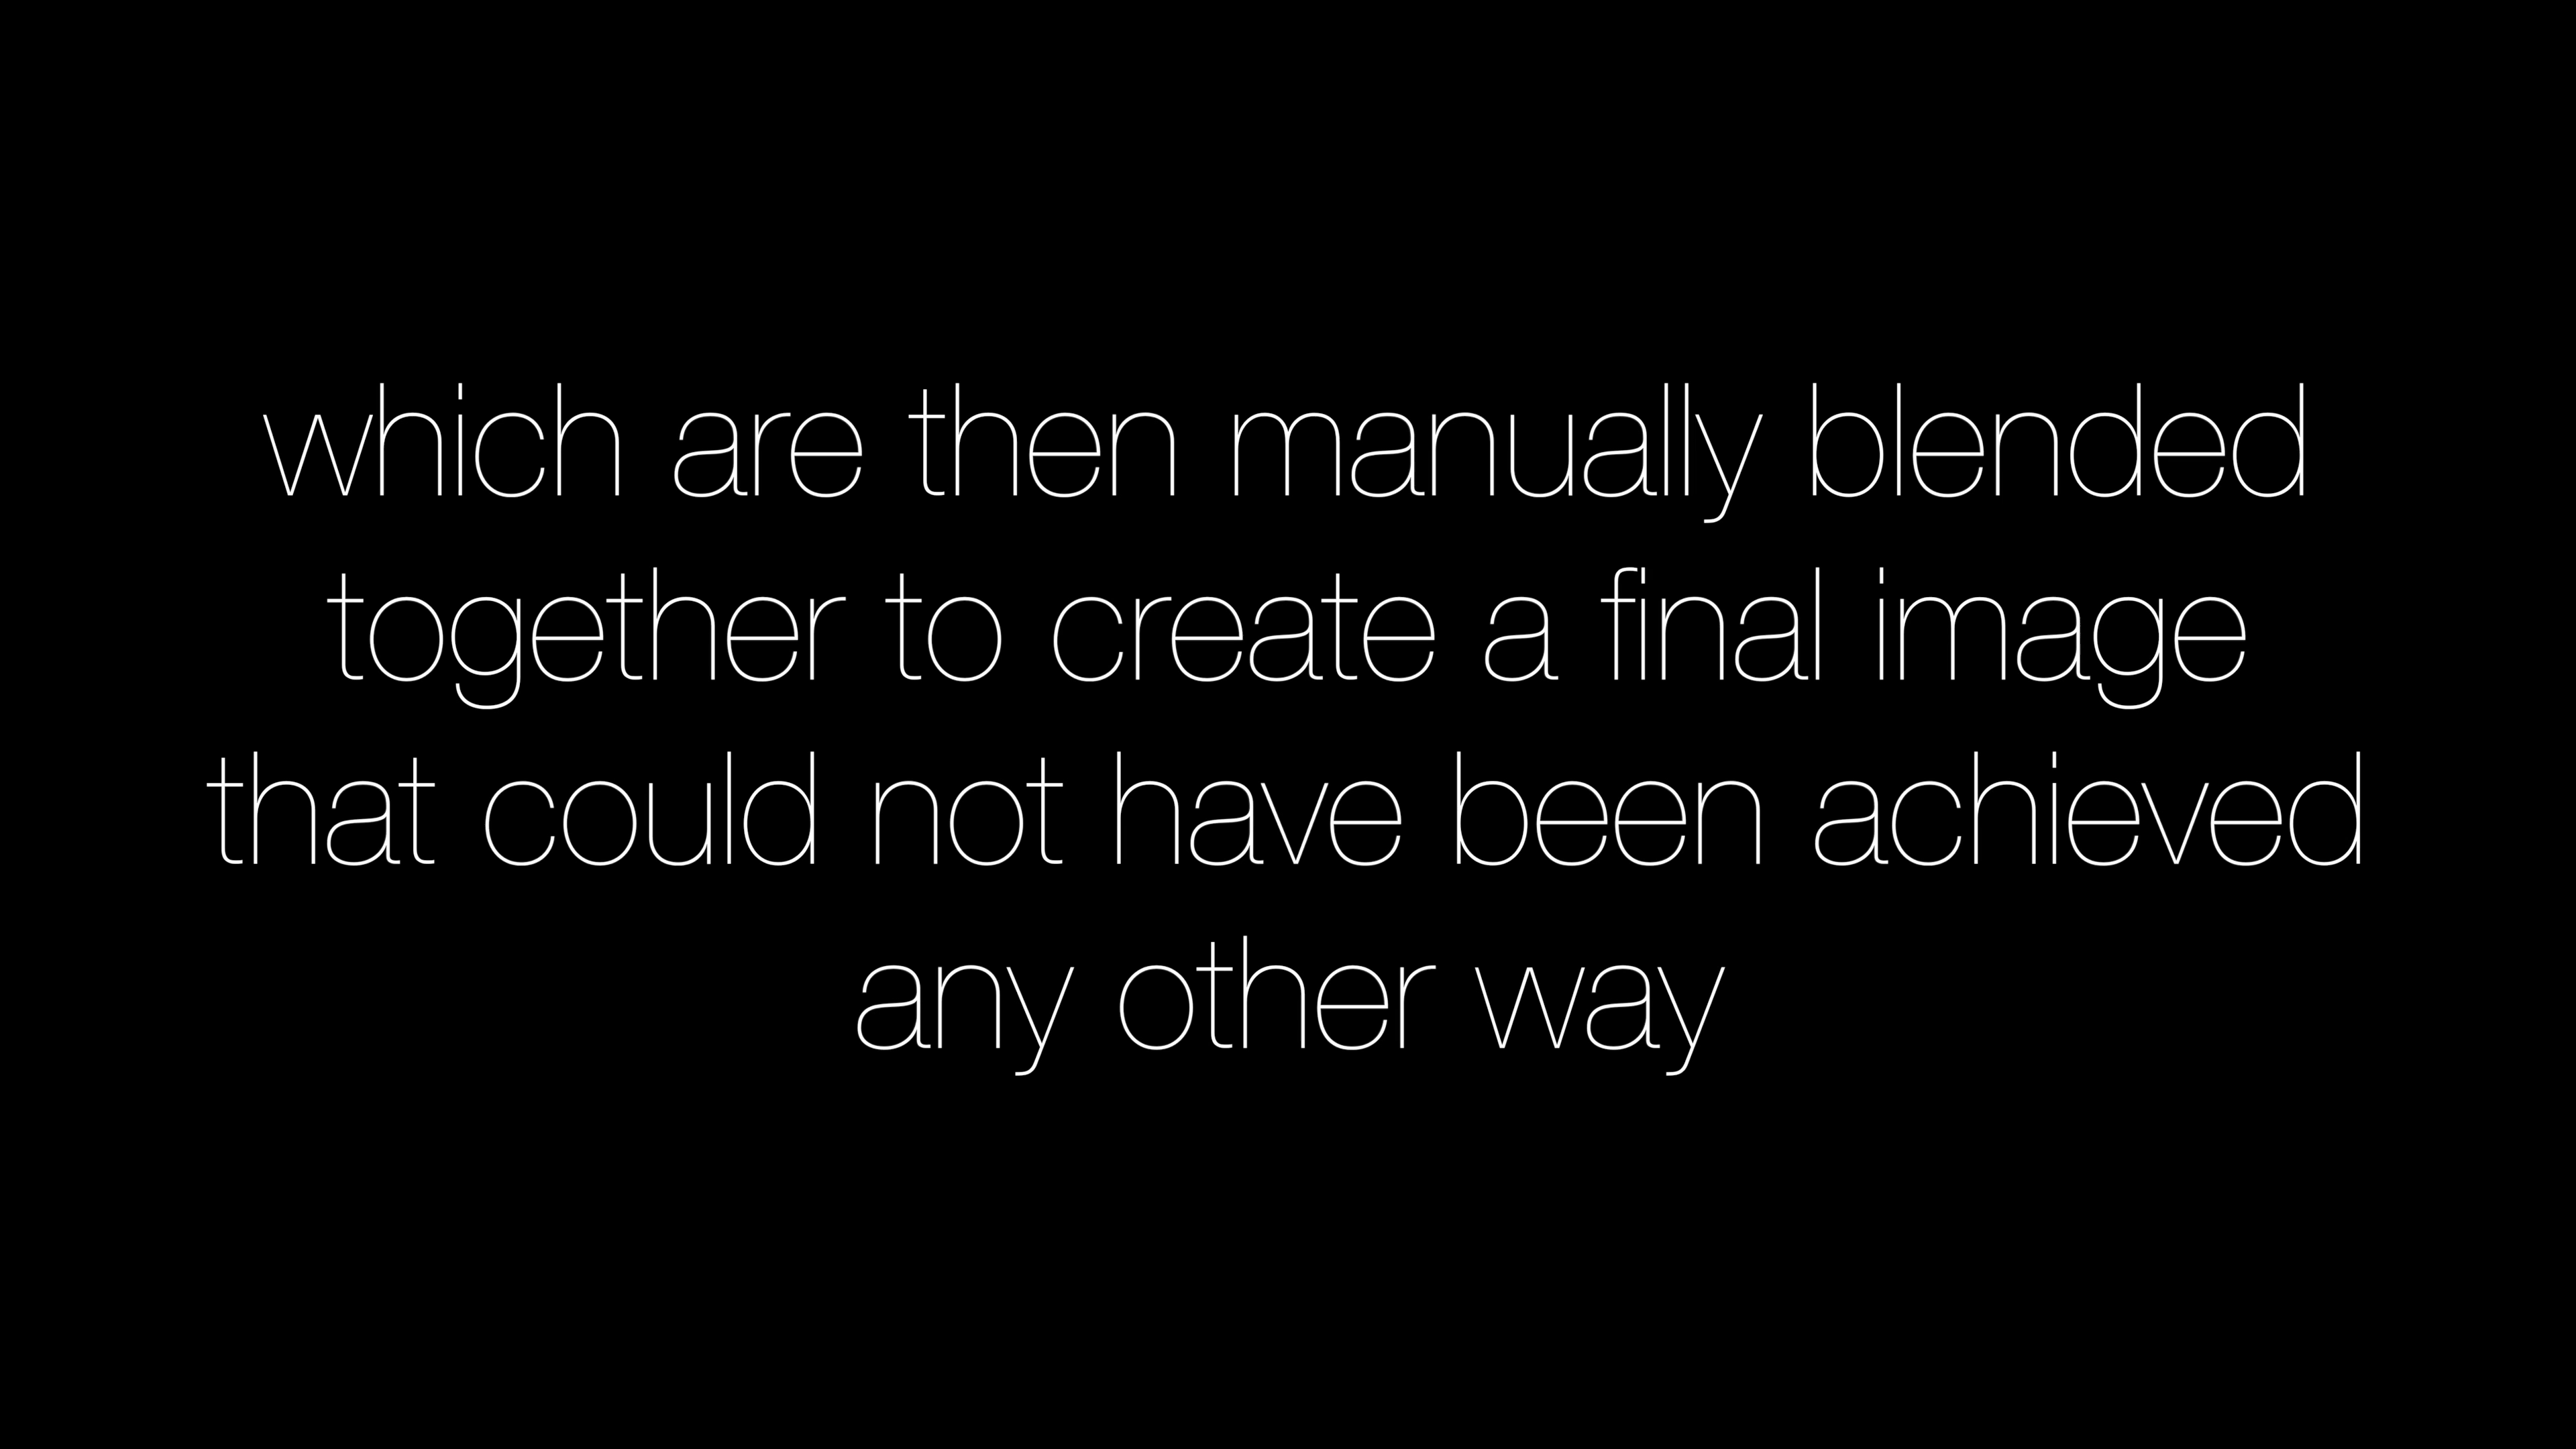 which are then manually blended
together to create a final image
that could not have been achieved
any other way